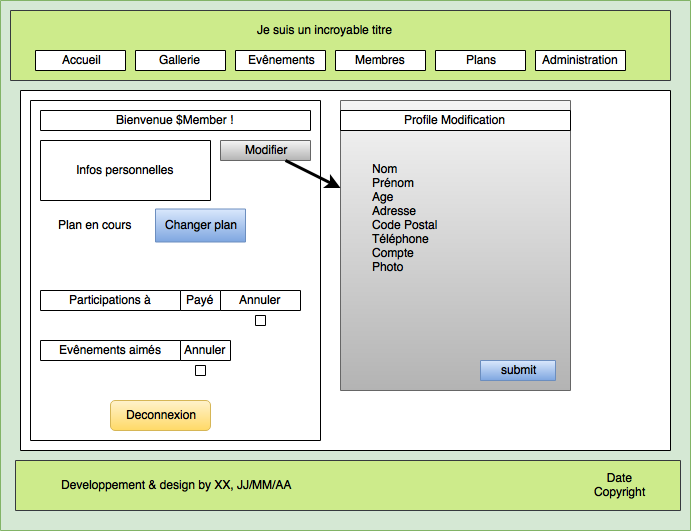 Je suis un incroyable titre
Accueil
Gallerie
Evênements
Membres
Plans
Administration
Bienvenue $Member !
Infos personnelles
Modifier
Plan en cours
Changer plan
Participations à
Payé
Annuler
Evênements aimés
Annuler
Deconnexion
Profile Modification
Nom
Prénom
Age
Adresse
Code Postal
Téléphone
Compte
Photo
submit
Developpement & design by XX, JJ/MM/AA
Date
Copyright